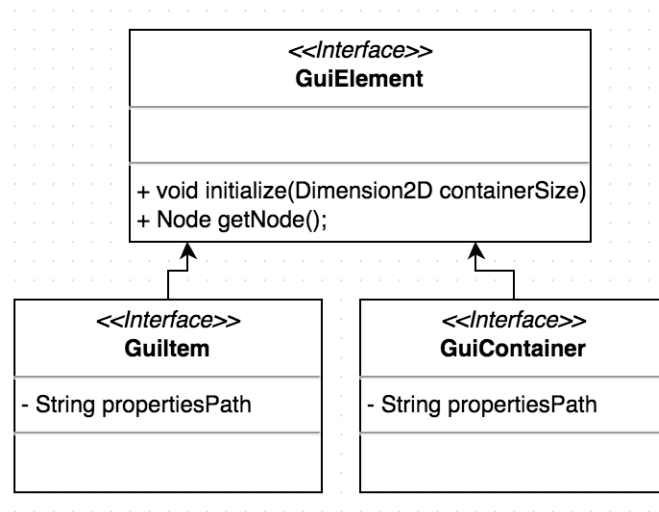 <<Interface>>
GuiElement
+ void initialize(Dimension2D containerSize)
+ Node getNode();
<<Interface>>
GuiItem
- String propertiesPath
<<Interface>>
GuiContainer
- String propertiesPath